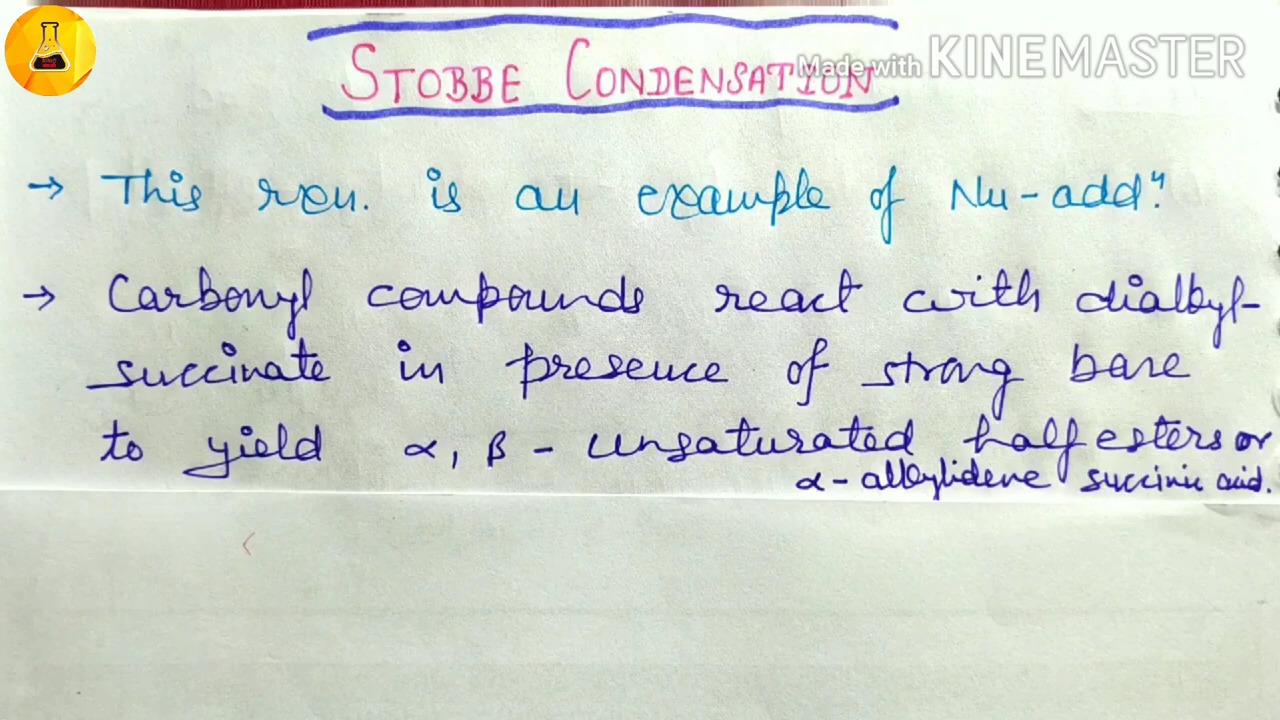 STOBBE CONDENSATION
Made with KINEMASTER
→ This rxn. is an example of Nu-addⁿ.
→ Carbonyl compounds react with dialkyl-
succinate in presence of strong base
to yield α, β - unsaturated half esters or
α-alkylidene succinic acid.